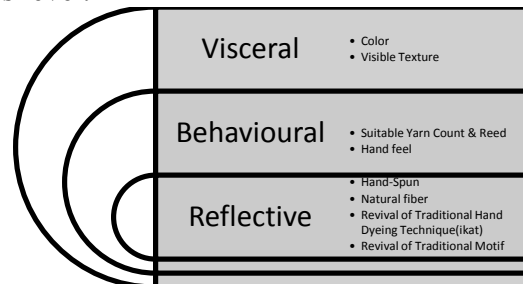 Visceral
• Color
• Visible Texture
Behavioural
• Suitable Yarn Count & Reed
• Hand feel
Reflective
• Hand-Spun
• Natural fiber
• Revival of Traditional Hand
Dyeing Technique(ikat)
• Revival of Traditional Motif